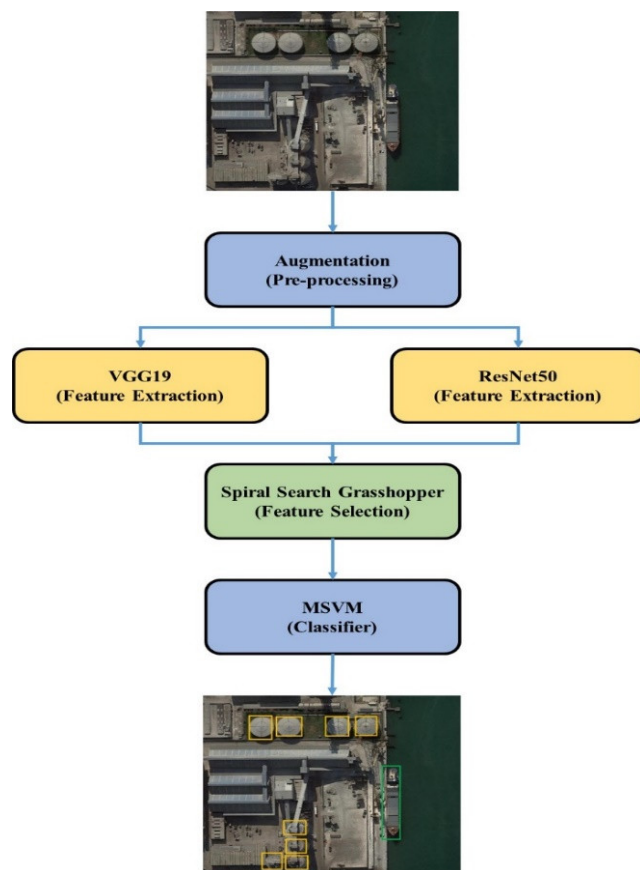 Augmentation
(Pre-processing)
VGG19
(Feature Extraction)
ResNet50
(Feature Extraction)
Spiral Search Grasshopper
(Feature Selection)
MSVM
(Classifier)